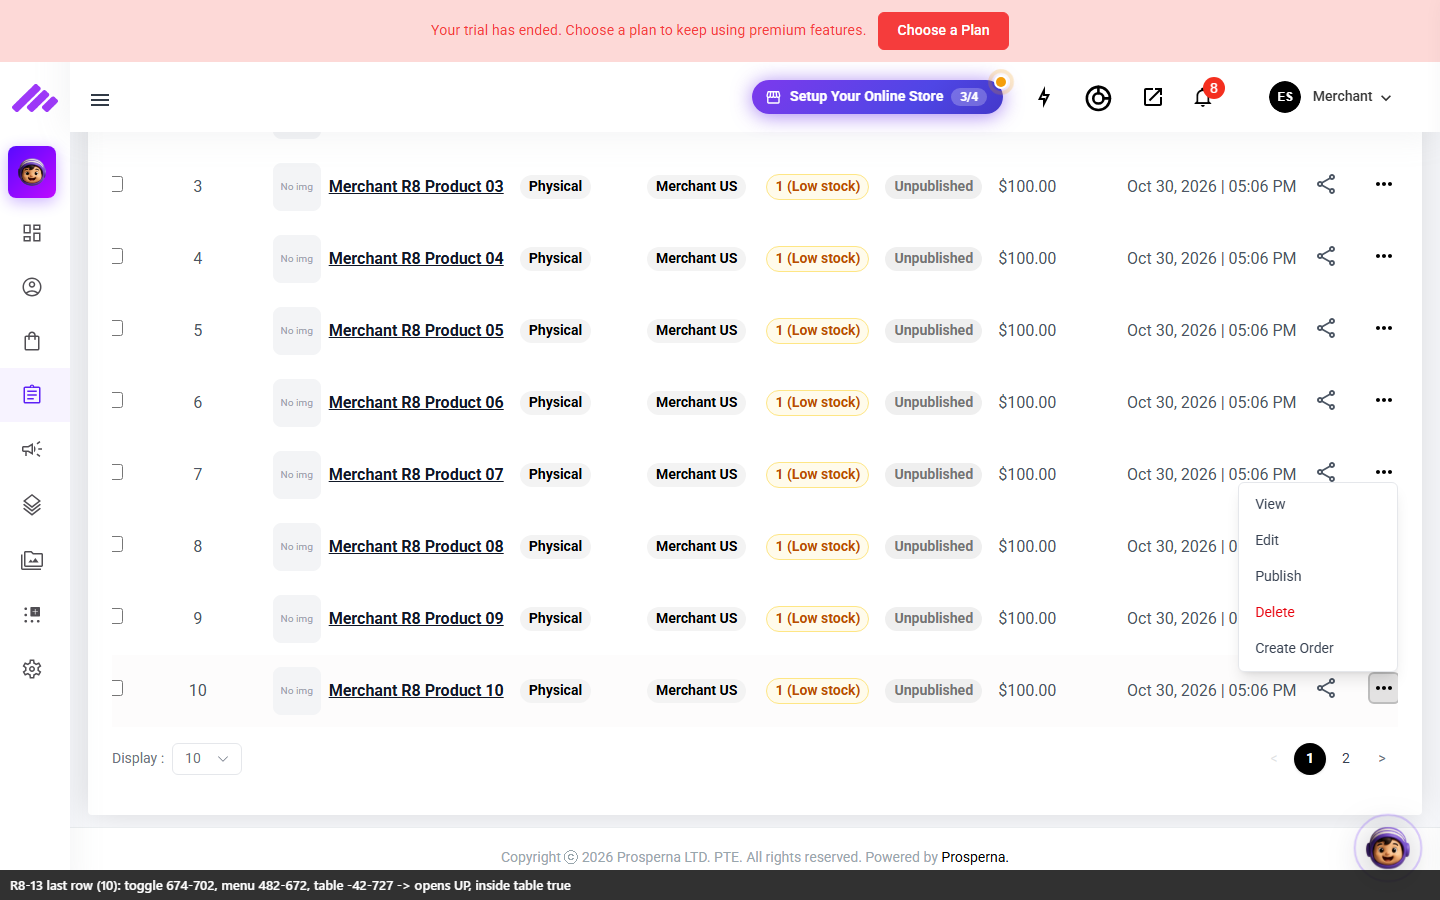 Your trial has ended. Choose a plan to keep using premium features. Choose a Plan
Setup Your Online Store 3/4 8 ES Merchant
3 No img Merchant R8 Product 03 Physical Merchant US 1 (Low stock) Unpublished $100.00 Oct 30, 2026 | 05:06 PM
4 No img Merchant R8 Product 04 Physical Merchant US 1 (Low stock) Unpublished $100.00 Oct 30, 2026 | 05:06 PM
5 No img Merchant R8 Product 05 Physical Merchant US 1 (Low stock) Unpublished $100.00 Oct 30, 2026 | 05:06 PM
6 No img Merchant R8 Product 06 Physical Merchant US 1 (Low stock) Unpublished $100.00 Oct 30, 2026 | 05:06 PM
7 No img Merchant R8 Product 07 Physical Merchant US 1 (Low stock) Unpublished $100.00 Oct 30, 2026 | 05:06 PM
8 No img Merchant R8 Product 08 Physical Merchant US 1 (Low stock) Unpublished $100.00 Oct 30, 2026 | 0
9 No img Merchant R8 Product 09 Physical Merchant US 1 (Low stock) Unpublished $100.00 Oct 30, 2026 | 0
10 No img Merchant R8 Product 10 Physical Merchant US 1 (Low stock) Unpublished $100.00 Oct 30, 2026 | 05:06 PM
View
Edit
Publish
Delete
Create Order
Display : 10 < 1 2 >
Copyright © 2026 Prosperna LTD. PTE. All rights reserved. Powered by Prosperna.
R8-13 last row (10): toggle 674-702, menu 482-672, table -42-727 -> opens UP, inside table true